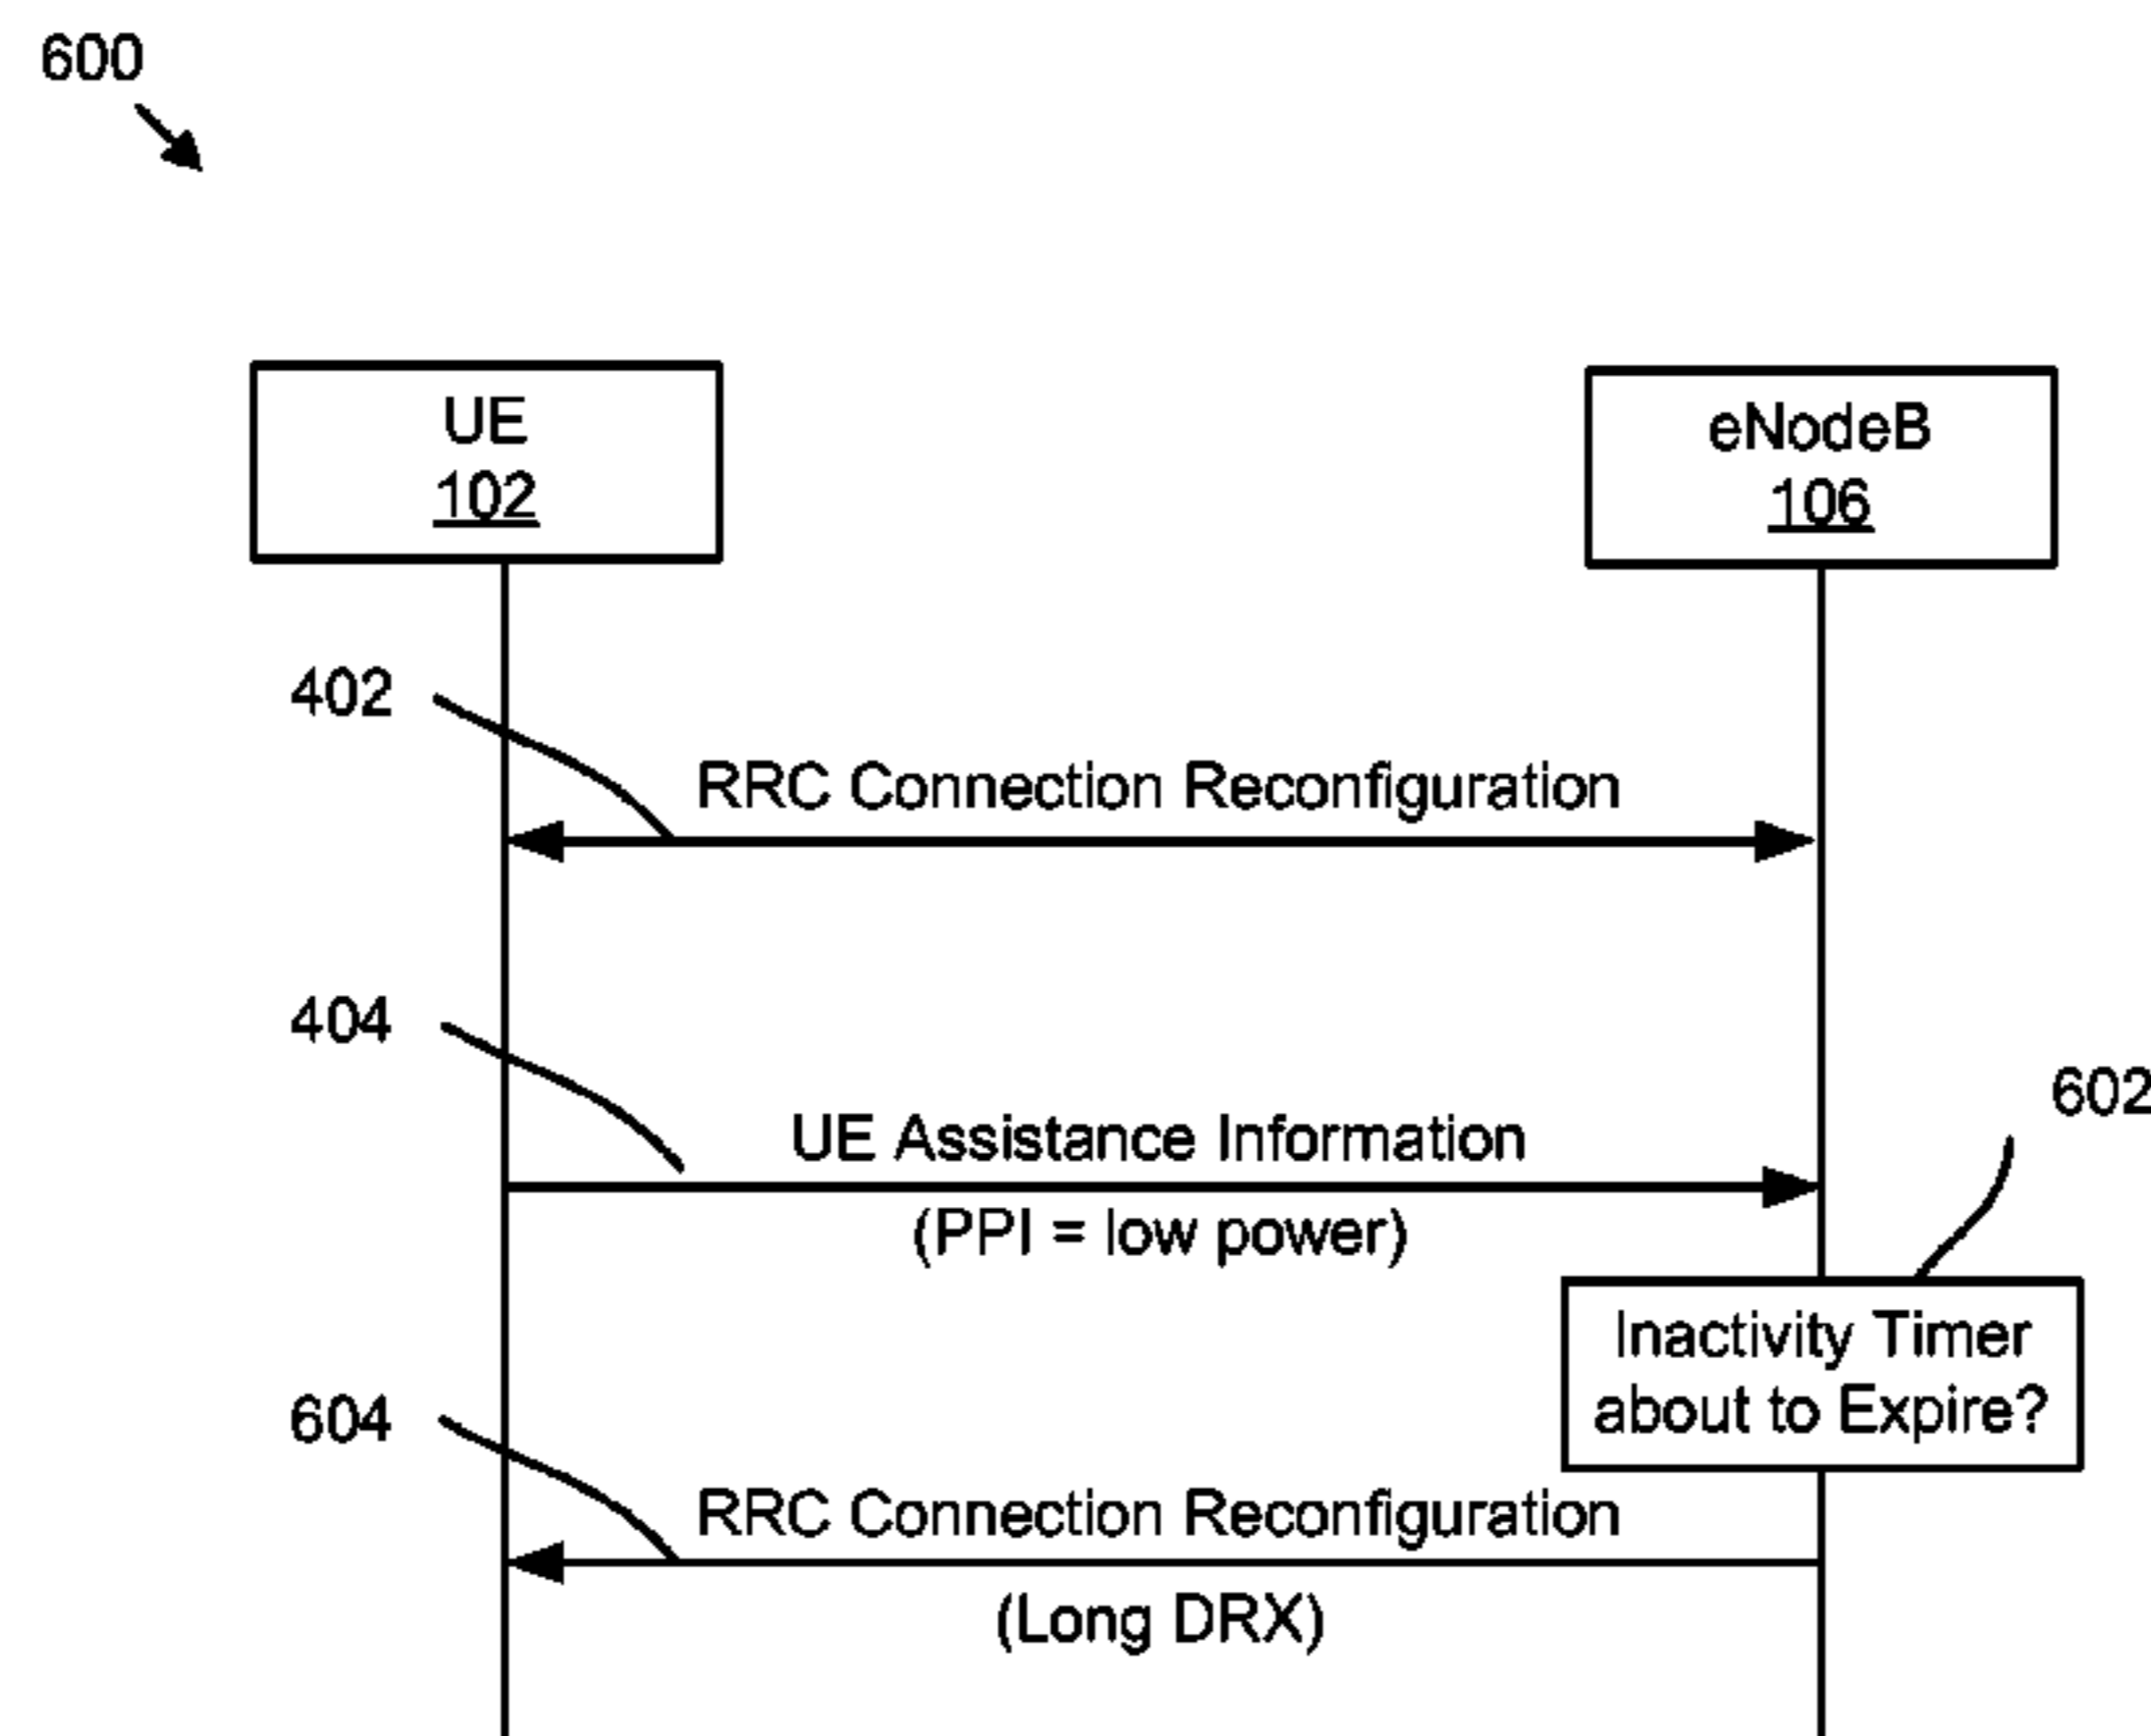 600
UE
102
eNodeB
106
402
RRC Connection Reconfiguration
404
UE Assistance Information
(PPI = low power)
602
Inactivity Timer
about to Expire?
604
RRC Connection Reconfiguration
(Long DRX)